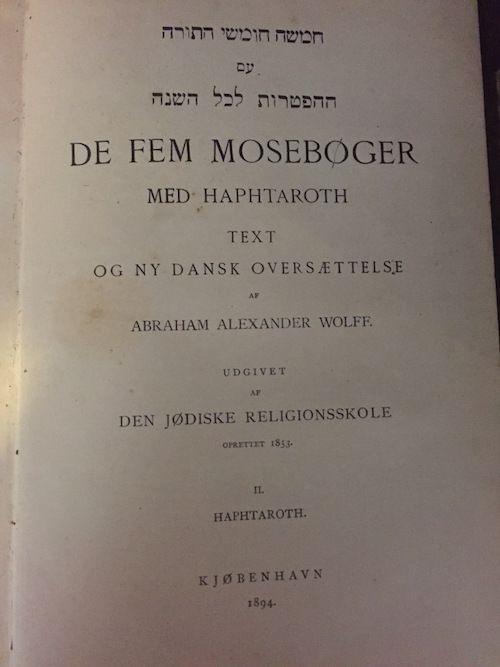 חמשה חומשי התורה
עם
ההפטרות לכל השנה
DE FEM MOSEBØGER
MED HAPHTAROTH
TEXT
OG NY DANSK OVERSÆTTELSE
AF
ABRAHAM ALEXANDER WOLFF.
UDGIVET
AF
DEN JØDISKE RELIGIONSSKOLE
OPRETTET 1853.
II.
HAPHTAROTH.
KJØBENHAVN
1894.